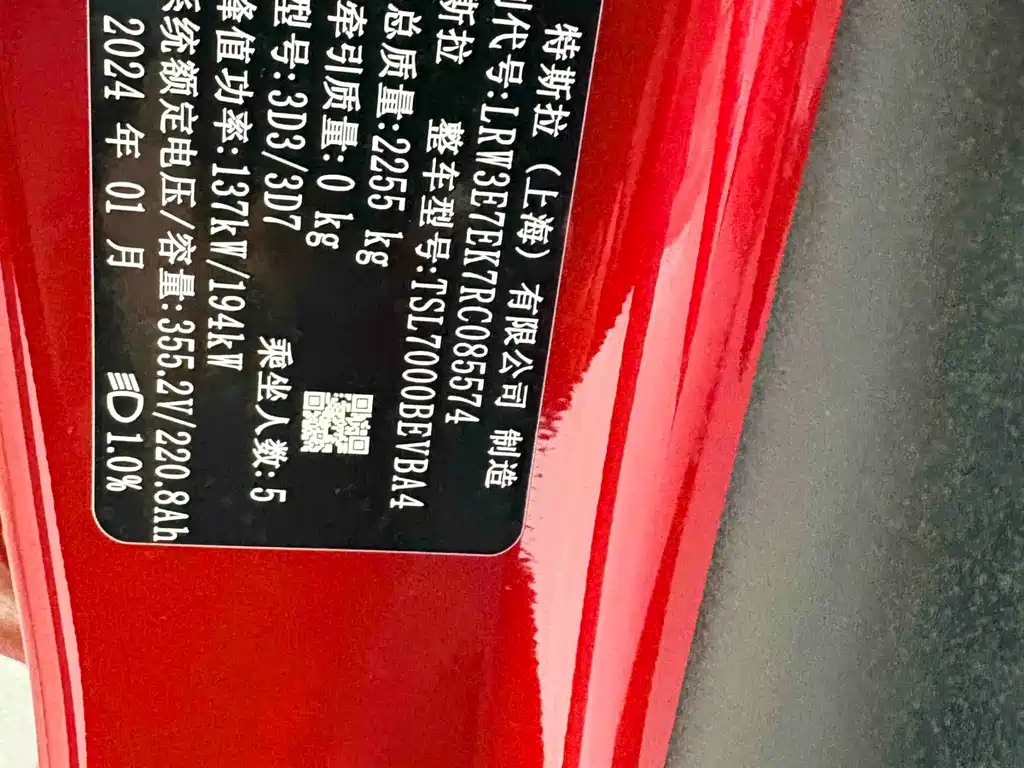 特斯拉（上海）有限公司 制造
代号:LRW3E7EK7RC085574
斯拉 整车型号:TSL7000BEVBA4
总质量:2255 kg
牵引质量:0 kg
型号:3D3/3D7 乘坐人数:5
峰值功率:137kW/194kW
系统额定电压/容量:355.2V/220.8Ah
2024 年 01 月 1.0%